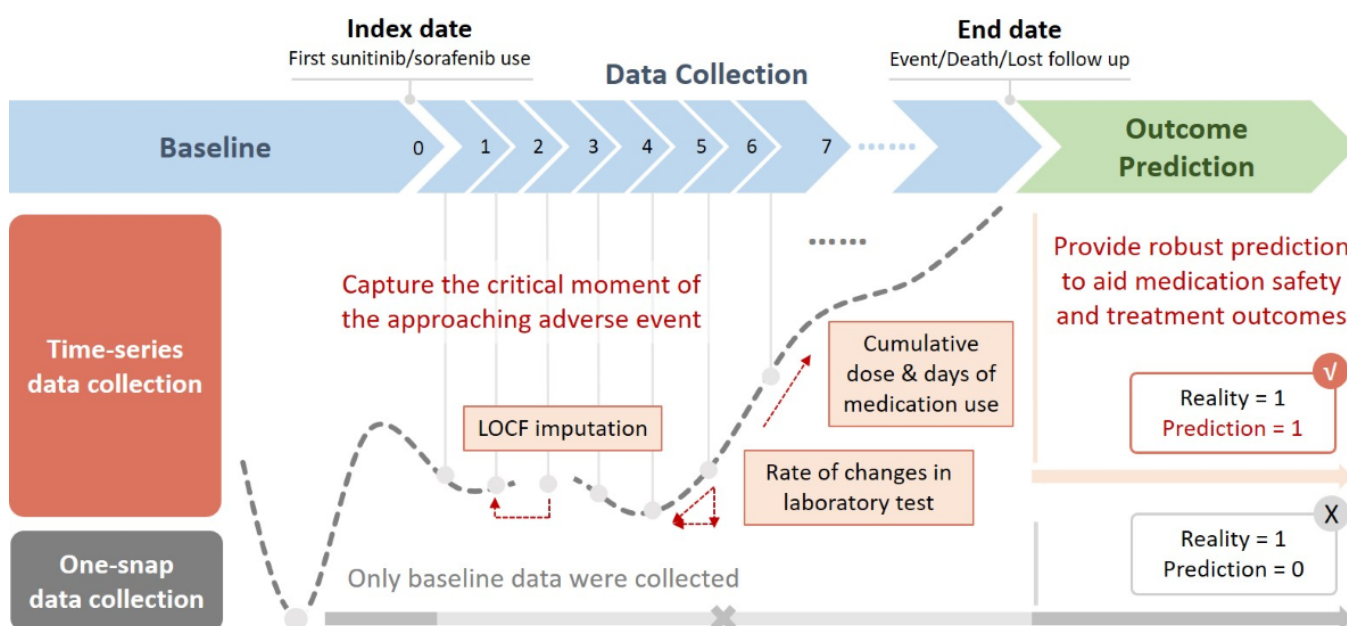 Index date
First sunitinib/sorafenib use
End date
Event/Death/Lost follow up
Data Collection
Baseline
0 1 2 3 4 5 6 7 ......
Outcome
Prediction
Time-series
data collection
Capture the critical moment of
the approaching adverse event
......
LOCF imputation
Cumulative
dose & days of
medication use
Rate of changes in
laboratory test
Provide robust prediction
to aid medication safety
and treatment outcomes
√
Reality = 1
Prediction = 1
One-snap
data collection
Only baseline data were collected
X
Reality = 1
Prediction = 0